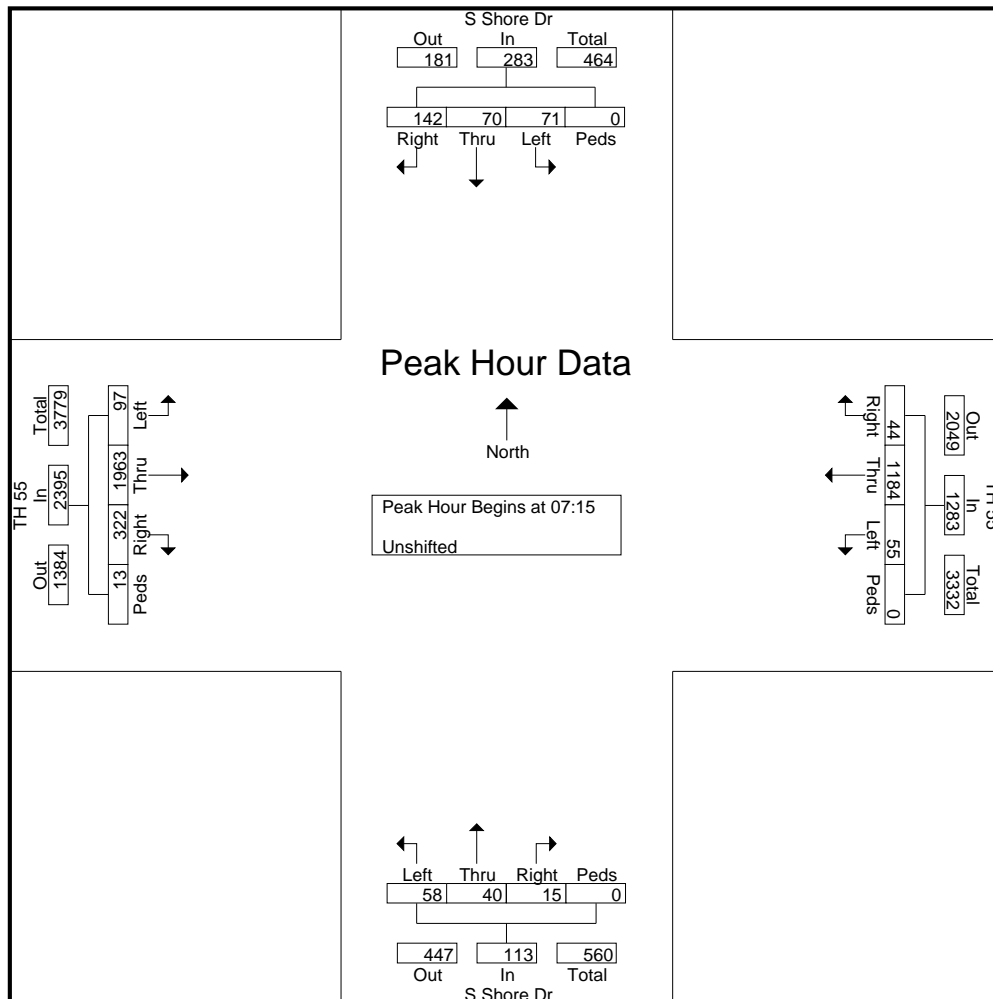 S Shore Dr
Out In Total
181 283 464
142 70 71 0
Right Thru Left Peds
Peak Hour Data
North
Peak Hour Begins at 07:15
Unshifted
TH 55
Total In Out
3779 2395 1384
97 1963 322 13
Left Thru Right Peds
Right Thru Left Peds
44 1184 55 0
Out In Total
2049 1283 3332
TH 55
Left Thru Right Peds
58 40 15 0
447 113 560
Out In Total
S Shore Dr